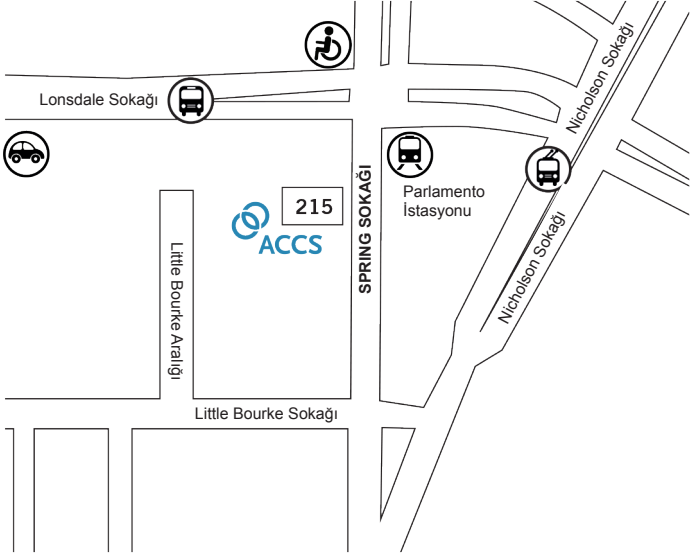 Lonsdale Sokağı
Nicholson Sokağı
215
ACCS
SPRING SOKAĞI
Parlamento
İstasyonu
Little Bourke Aralığı
Nicholson Sokağı
Little Bourke Sokağı